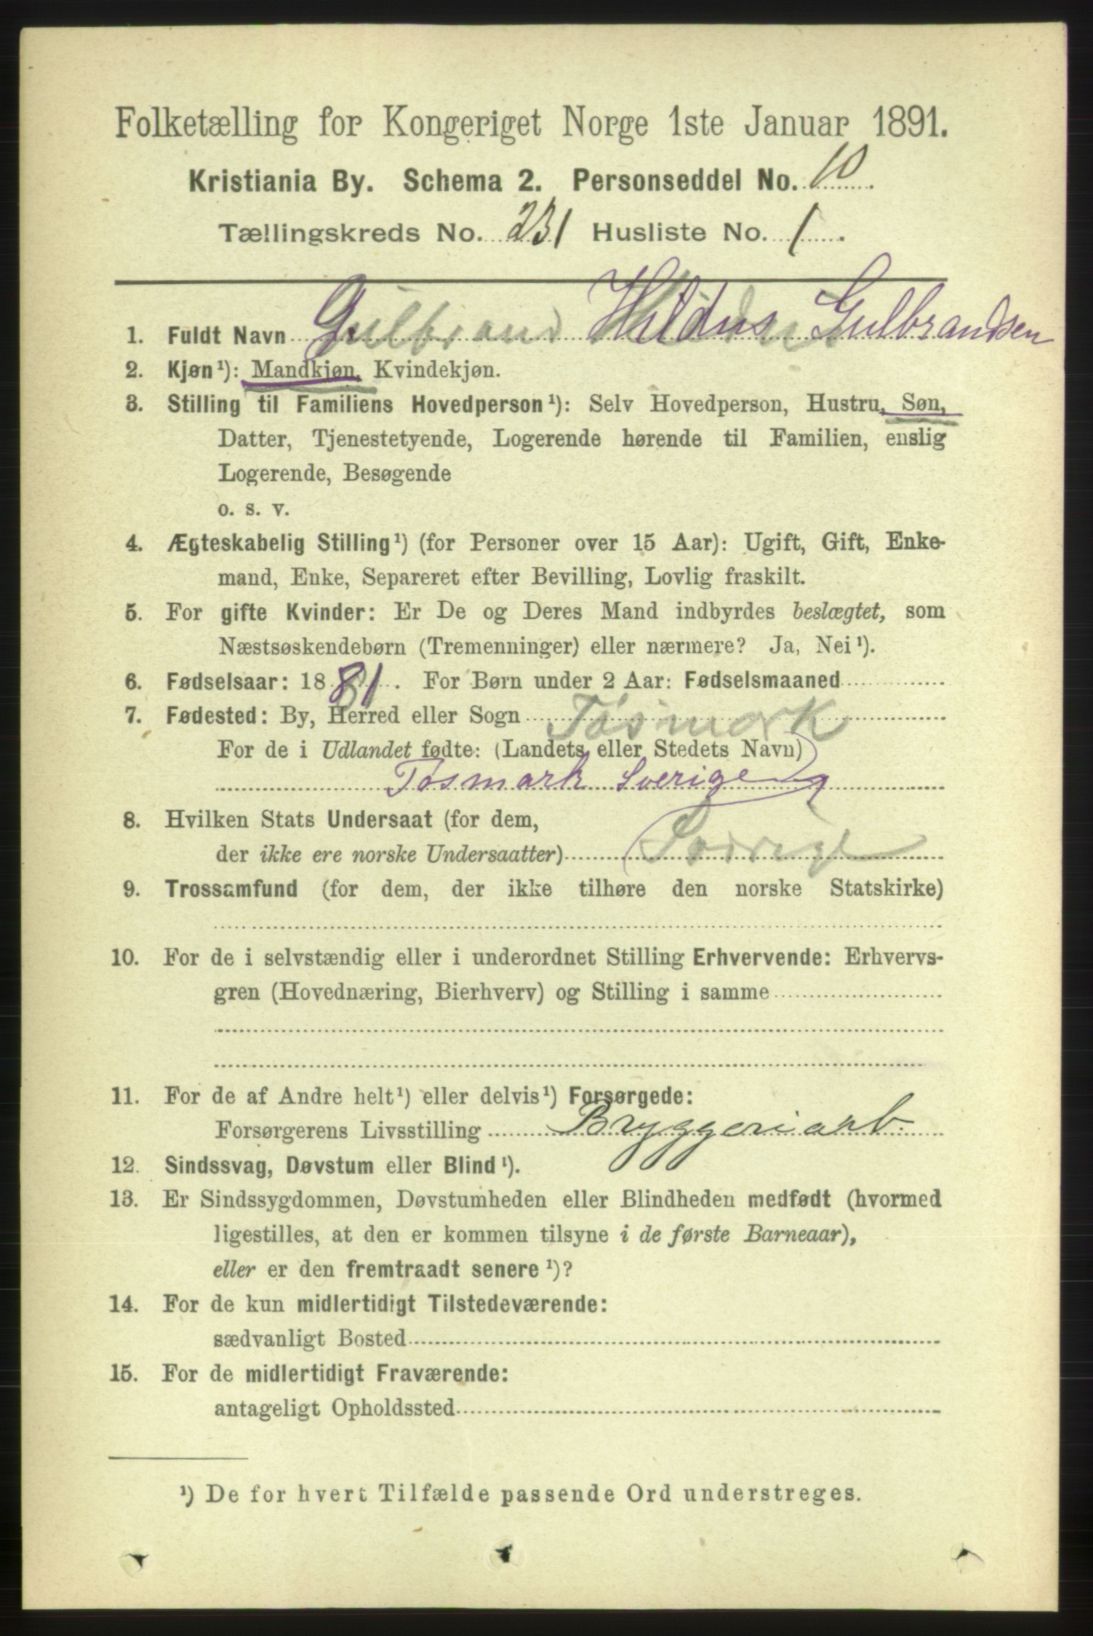 Folketælling for Kongeriget Norge 1ste Januar 1891.
Kristiania By. Schema 2. Personseddel No. 10.
Tællingskreds No. 231 Husliste No. 1.
1. Fuldt Navn Gulbrand Hildus Gulbrandsen
2. Kjøn¹): Mandkjøn, Kvindekjøn.
3. Stilling til Familiens Hovedperson¹): Selv Hovedperson, Hustru, Søn,
Datter, Tjenestetyende, Logerende hørende til Familien, enslig
Logerende, Besøgende
o. s. v.
4. Ægteskabelig Stilling¹) (for Personer over 15 Aar): Ugift, Gift, Enke-
mand, Enke, Separeret efter Bevilling, Lovlig fraskilt.
5. For gifte Kvinder: Er De og Deres Mand indbyrdes beslægtet, som
Næstsøskendebørn (Tremenninger) eller nærmere? Ja, Nei¹).
6. Fødselsaar: 1881. For Børn under 2 Aar: Fødselsmaaned
7. Fødested: By, Herred eller Sogn Tøsmark
For de i Udlandet fødte: (Landets eller Stedets Navn)
Tøsmark Sverige
8. Hvilken Stats Undersaat (for dem,
der ikke ere norske Undersaatter) Sverige
9. Trossamfund (for dem, der ikke tilhøre den norske Statskirke)
10. For de i selvstændig eller i underordnet Stilling Erhvervende: Erhvervs-
gren (Hovednæring, Bierhverv) og Stilling i samme
11. For de af Andre helt¹) eller delvis¹) Forsørgede:
Forsørgerens Livsstilling Bryggeriarb.
12. Sindssvag, Døvstum eller Blind¹).
13. Er Sindssygdommen, Døvstumheden eller Blindheden medfødt (hvormed
ligestilles, at den er kommen tilsyne i de første Barneaar),
eller er den fremtraadt senere¹)?
14. For de kun midlertidigt Tilstedeværende:
sædvanligt Bosted
15. For de midlertidigt Fraværende:
antageligt Opholdssted
¹) De for hvert Tilfælde passende Ord understreges.